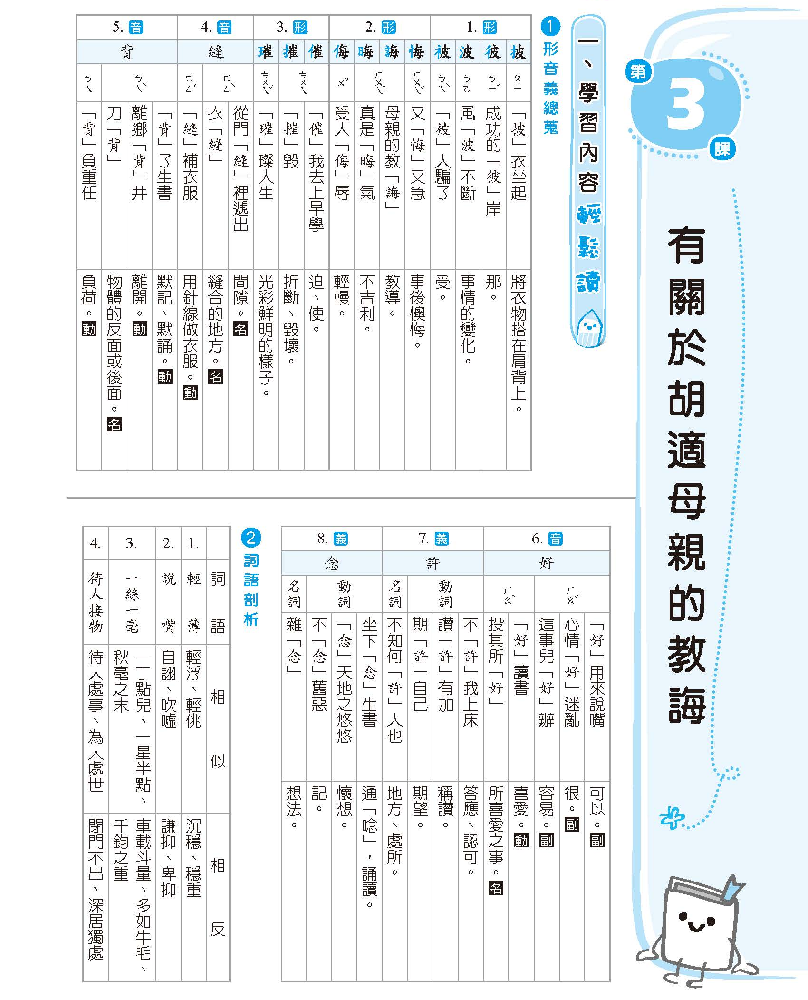 第3課
有關於胡適母親的教誨
一、學習內容輕鬆讀
1形音義總蒐
1.形
披
ㄆㄧ
「披」衣坐起
將衣物搭在肩背上。
彼
ㄅㄧˇ
成功的「彼」岸
那。
波
ㄅㄛ
風「波」不斷
事情的變化。
被
ㄅㄟˋ
「被」人騙了
受。
2.形
悔
ㄏㄨㄟˇ
又「悔」又急
事後懊悔。
誨
ㄏㄨㄟˋ
母親的教「誨」
教導。
晦
真是「晦」氣
不吉利。
侮
ㄨˇ
受人「侮」辱
輕慢。
3.形
催
ㄘㄨㄟ
「催」我去上早學
迫、使。
摧
「摧」毀
折斷、毀壞。
璀
ㄘㄨㄟˇ
「璀」璨人生
光彩鮮明的樣子。
4.音
縫
ㄈㄥˋ
從門「縫」裡遞出
間隙。名
衣「縫」
縫合的地方。名
ㄈㄥˊ
「縫」補衣服
用針線做衣服。動
5.音
背
ㄅㄟˋ
「背」了生書
默記、默誦。動
離鄉「背」井
離開。動
刀「背」
物體的反面或後面。名
ㄅㄟ
「背」負重任
負荷。動
6.音
好
ㄏㄠˇ
「好」用來說嘴
可以。副
心情「好」迷亂
很。副
這事兒「好」辦
容易。副
ㄏㄠˋ
「好」讀書
喜愛。動
投其所「好」
所喜愛之事。名
7.義
許
動詞
不「許」我上床
答應、認可。
讚「許」有加
稱讚。
期「許」自己
期望。
名詞
不知何「許」人也
地方、處所。
8.義
念
動詞
坐下「念」生書
通「唸」，誦讀。
「念」天地之悠悠
懷想。
不「念」舊惡
記。
名詞
雜「念」
想法。
2詞語剖析
詞語
相似
相反
1.
輕薄
輕浮、輕佻
沉穩、穩重
2.
說嘴
自詡、吹噓
謙抑、卑抑
3.
一絲一毫
一丁點兒、一星半點、
秋毫之末
車載斗量、多如牛毛、
千鈞之重
4.
待人接物
待人處事、為人處世
閉門不出、深居獨處